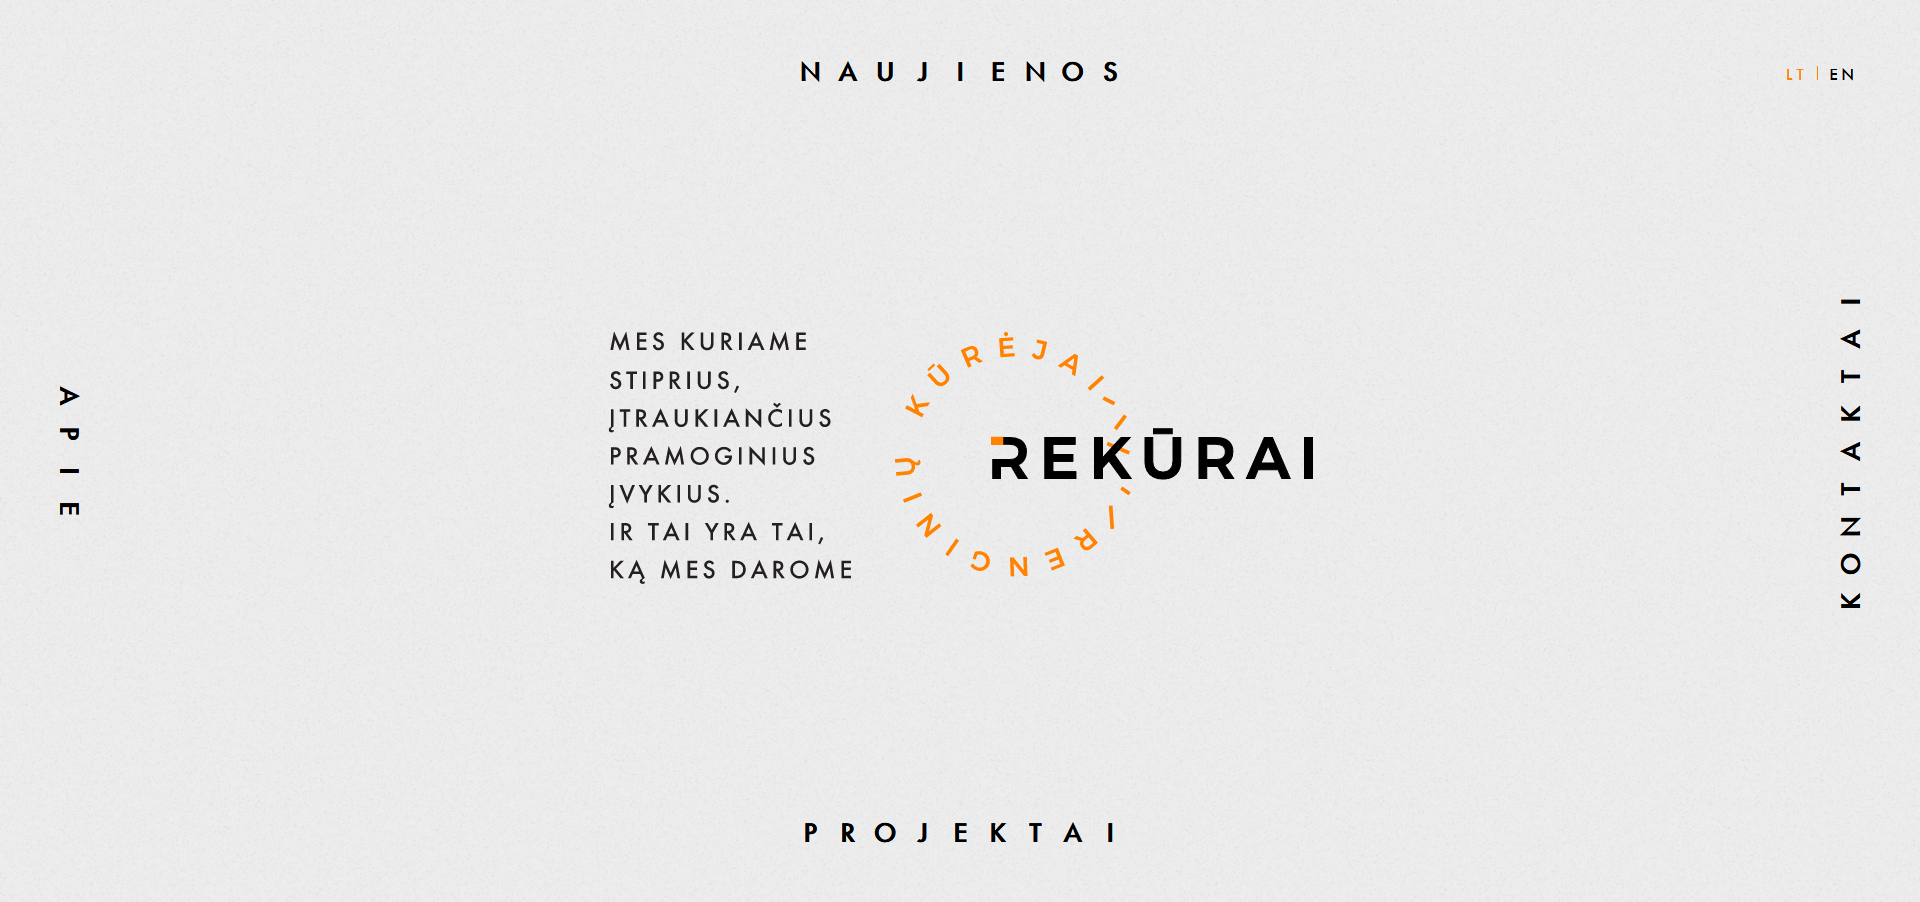 NAUJIENOS
LT | EN
APIE
MES KURIAME
STIPRIUS,
ĮTRAUKIANČIUS
PRAMOGINIUS
ĮVYKIUS.
IR TAI YRA TAI,
KĄ MES DAROME
RENGINIŲ KŪRĖJAI
REKŪRAI
KONTAKTAI
PROJEKTAI